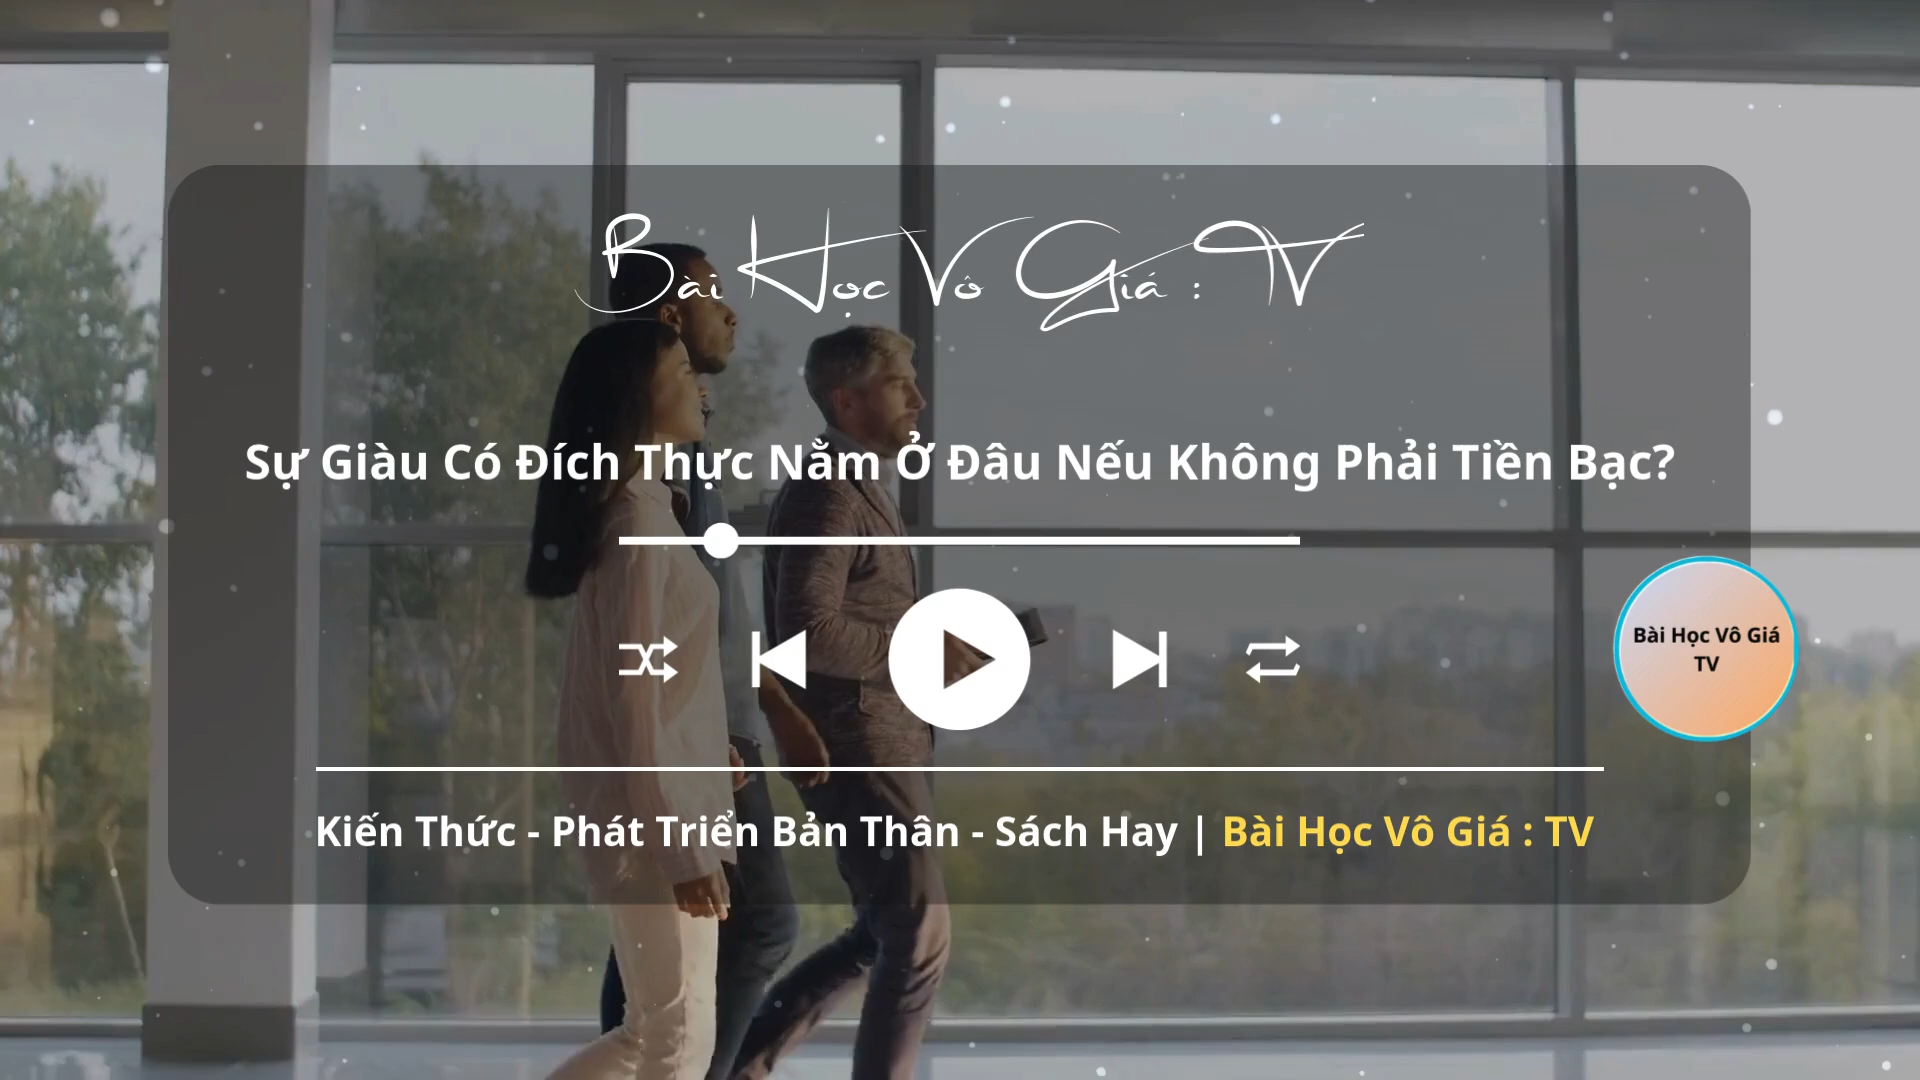 Bài Học Vô Giá : TV
Sự Giàu Có Đích Thực Nằm Ở Đâu Nếu Không Phải Tiền Bạc?
Bài Học Vô Giá
TV
Kiến Thức - Phát Triển Bản Thân - Sách Hay | Bài Học Vô Giá : TV